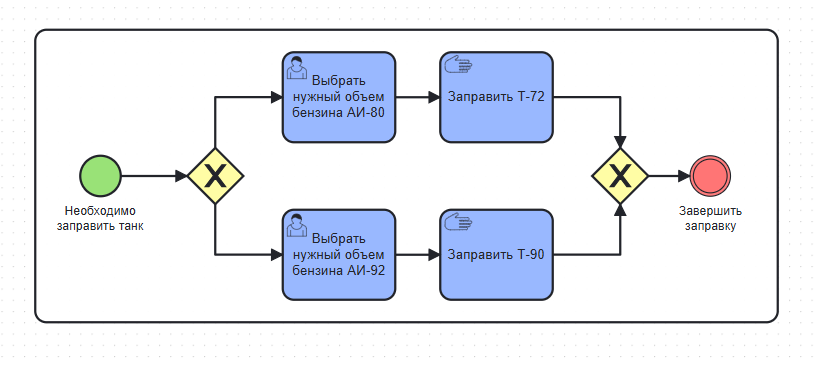 Необходимо
заправить танк
Выбрать
нужный объем
бензина АИ-80
Заправить Т-72
Выбрать
нужный объем
бензина АИ-92
Заправить Т-90
Завершить
заправку